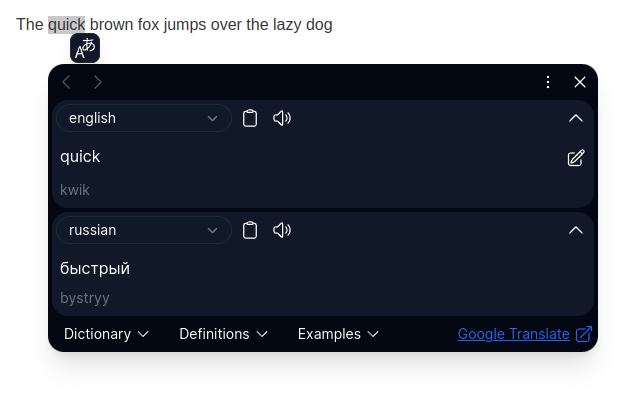 The quick brown fox jumps over the lazy dog
Aあ
english
quick
kwik
russian
быстрый
bystryy
Dictionary Definitions Examples Google Translate